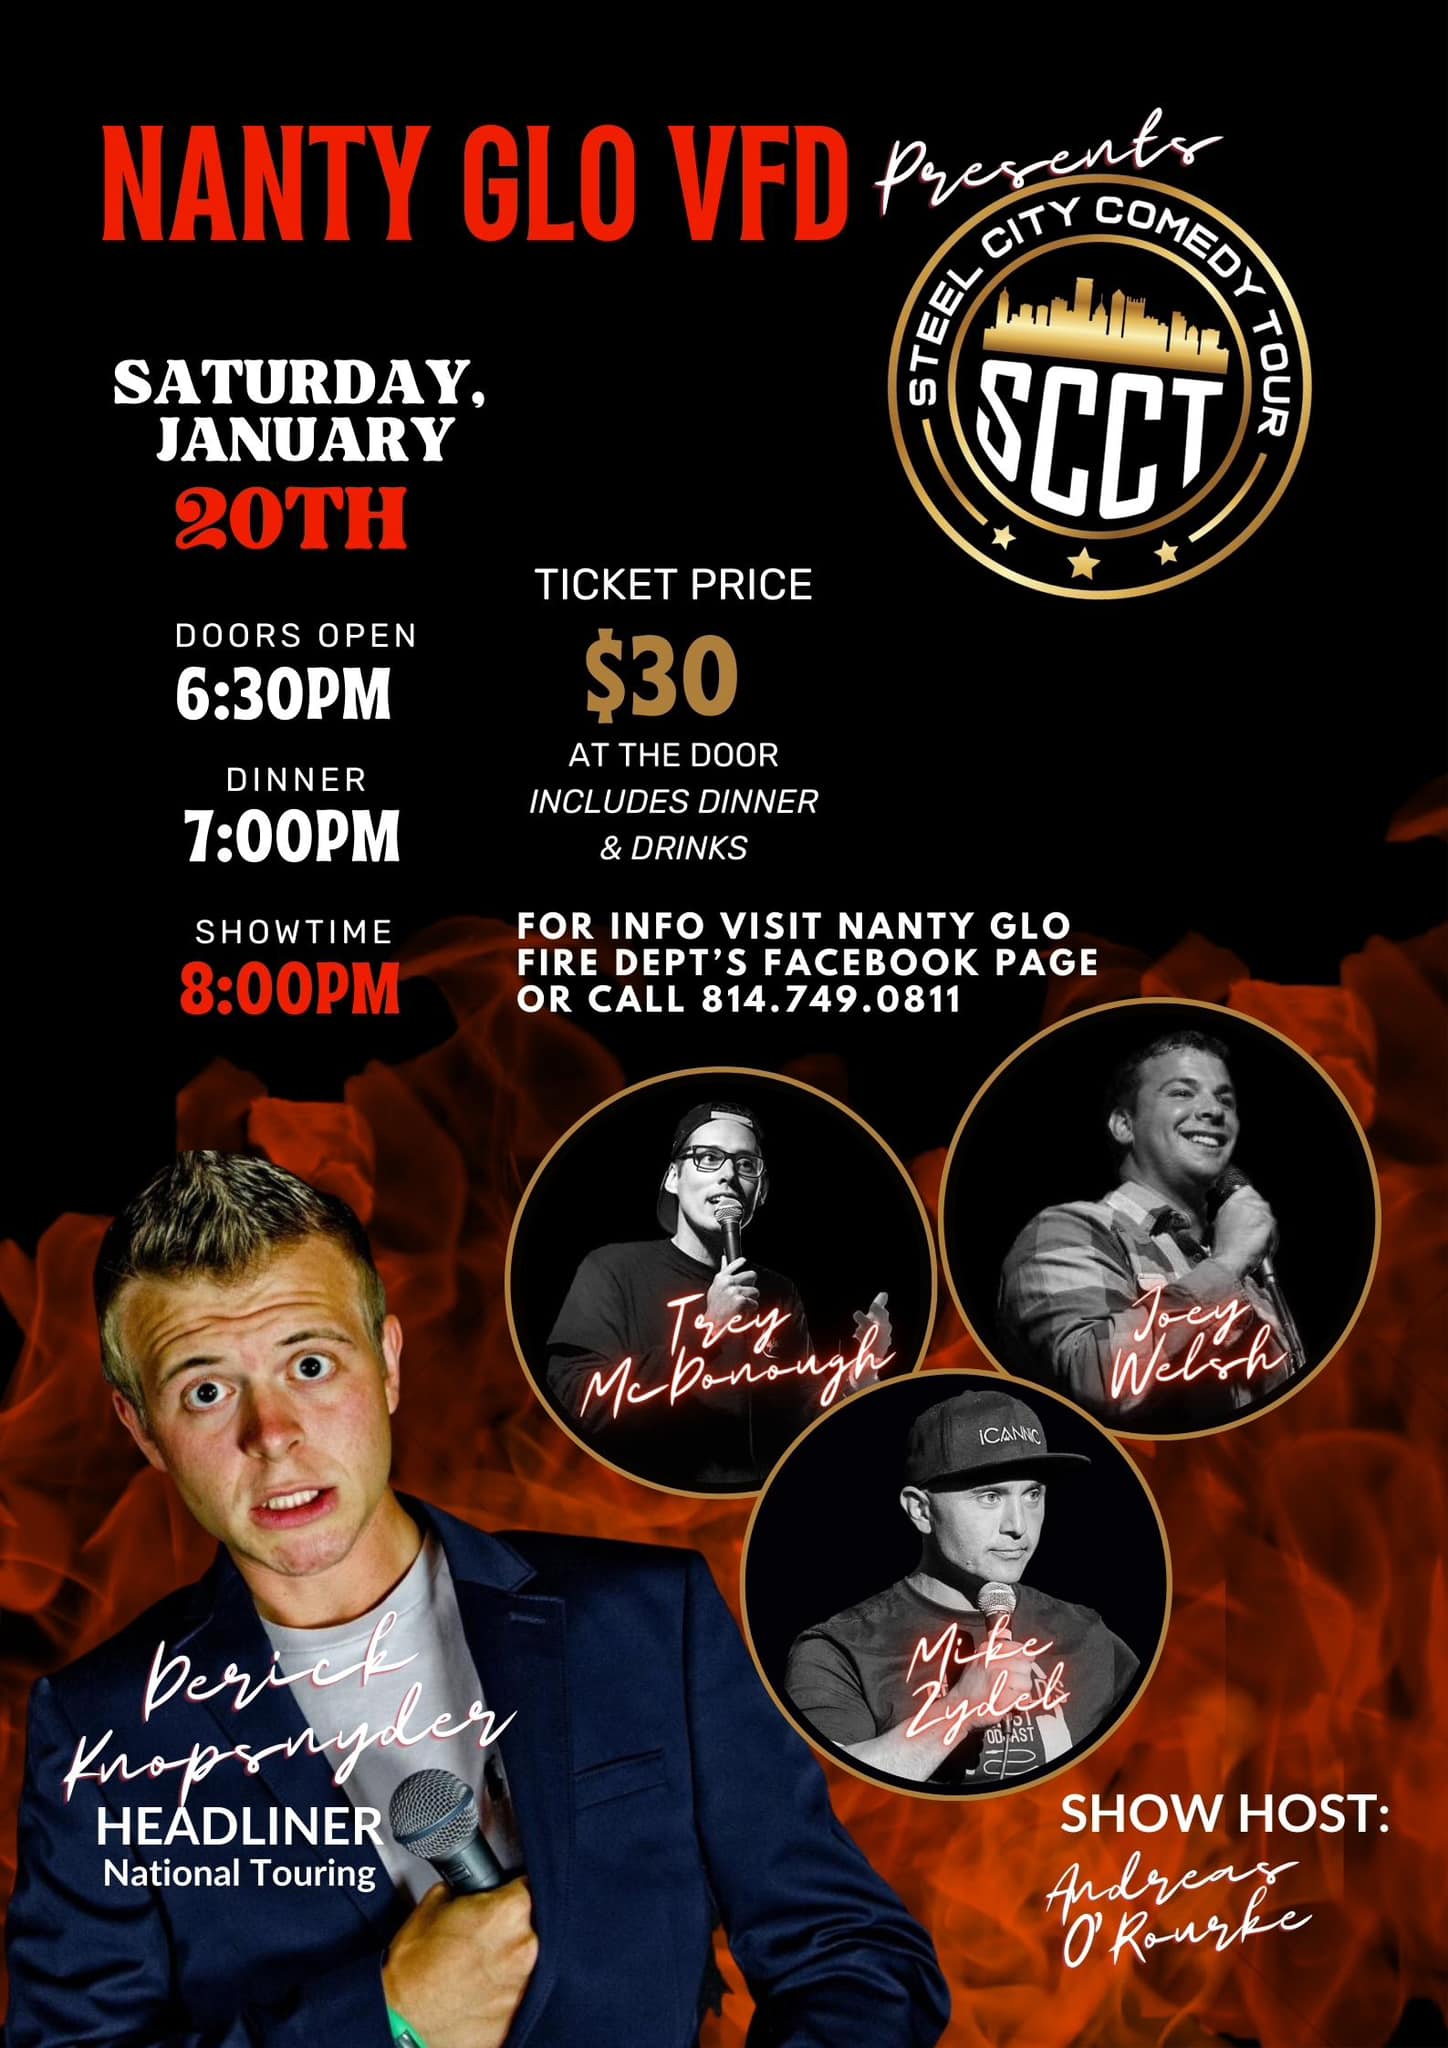 NANTY GLO VFD Presents
STEEL CITY COMEDY TOUR
SCCT
SATURDAY,
JANUARY
20TH
DOORS OPEN
6:30PM
DINNER
7:00PM
SHOWTIME
8:00PM
TICKET PRICE
$30
AT THE DOOR
INCLUDES DINNER
& DRINKS
FOR INFO VISIT NANTY GLO
FIRE DEPT'S FACEBOOK PAGE
OR CALL 814.749.0811
Trey
McDonough
Joey
Welsh
ICANNIC
Mike
Zydel
Derick
Knopsnyder
HEADLINER
National Touring
SHOW HOST:
Andreas
O'Rourke